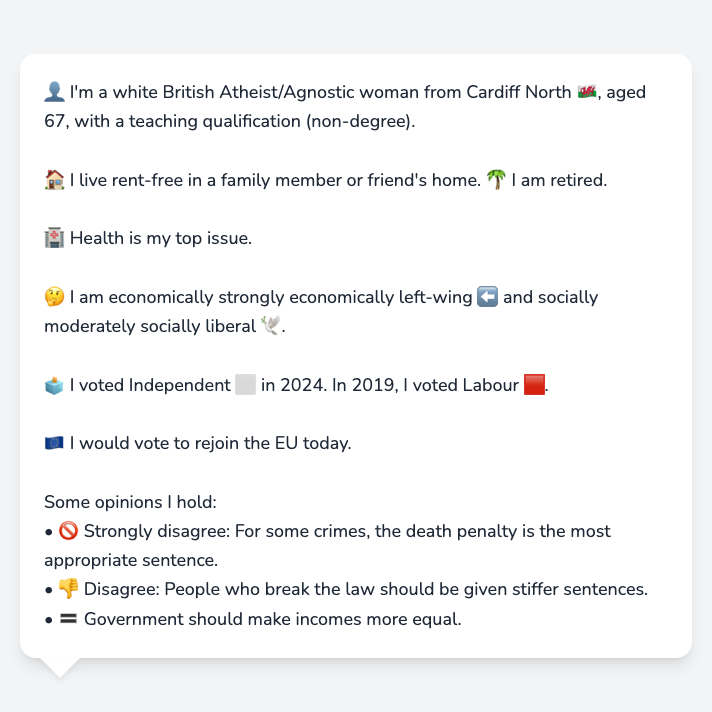 👤 I'm a white British Atheist/Agnostic woman from Cardiff North 🏴󠁧󠁢󠁷󠁬󠁳󠁿, aged
67, with a teaching qualification (non-degree).
🏠 I live rent-free in a family member or friend's home. 🌴 I am retired.
🏥 Health is my top issue.
🤔 I am economically strongly economically left-wing ⬅️ and socially
moderately socially liberal 🕊️.
🗳️ I voted Independent ⬜ in 2024. In 2019, I voted Labour 🟥.
🇪🇺 I would vote to rejoin the EU today.
Some opinions I hold:
• 🚫 Strongly disagree: For some crimes, the death penalty is the most
appropriate sentence.
• 👎 Disagree: People who break the law should be given stiffer sentences.
• 🟰 Government should make incomes more equal.